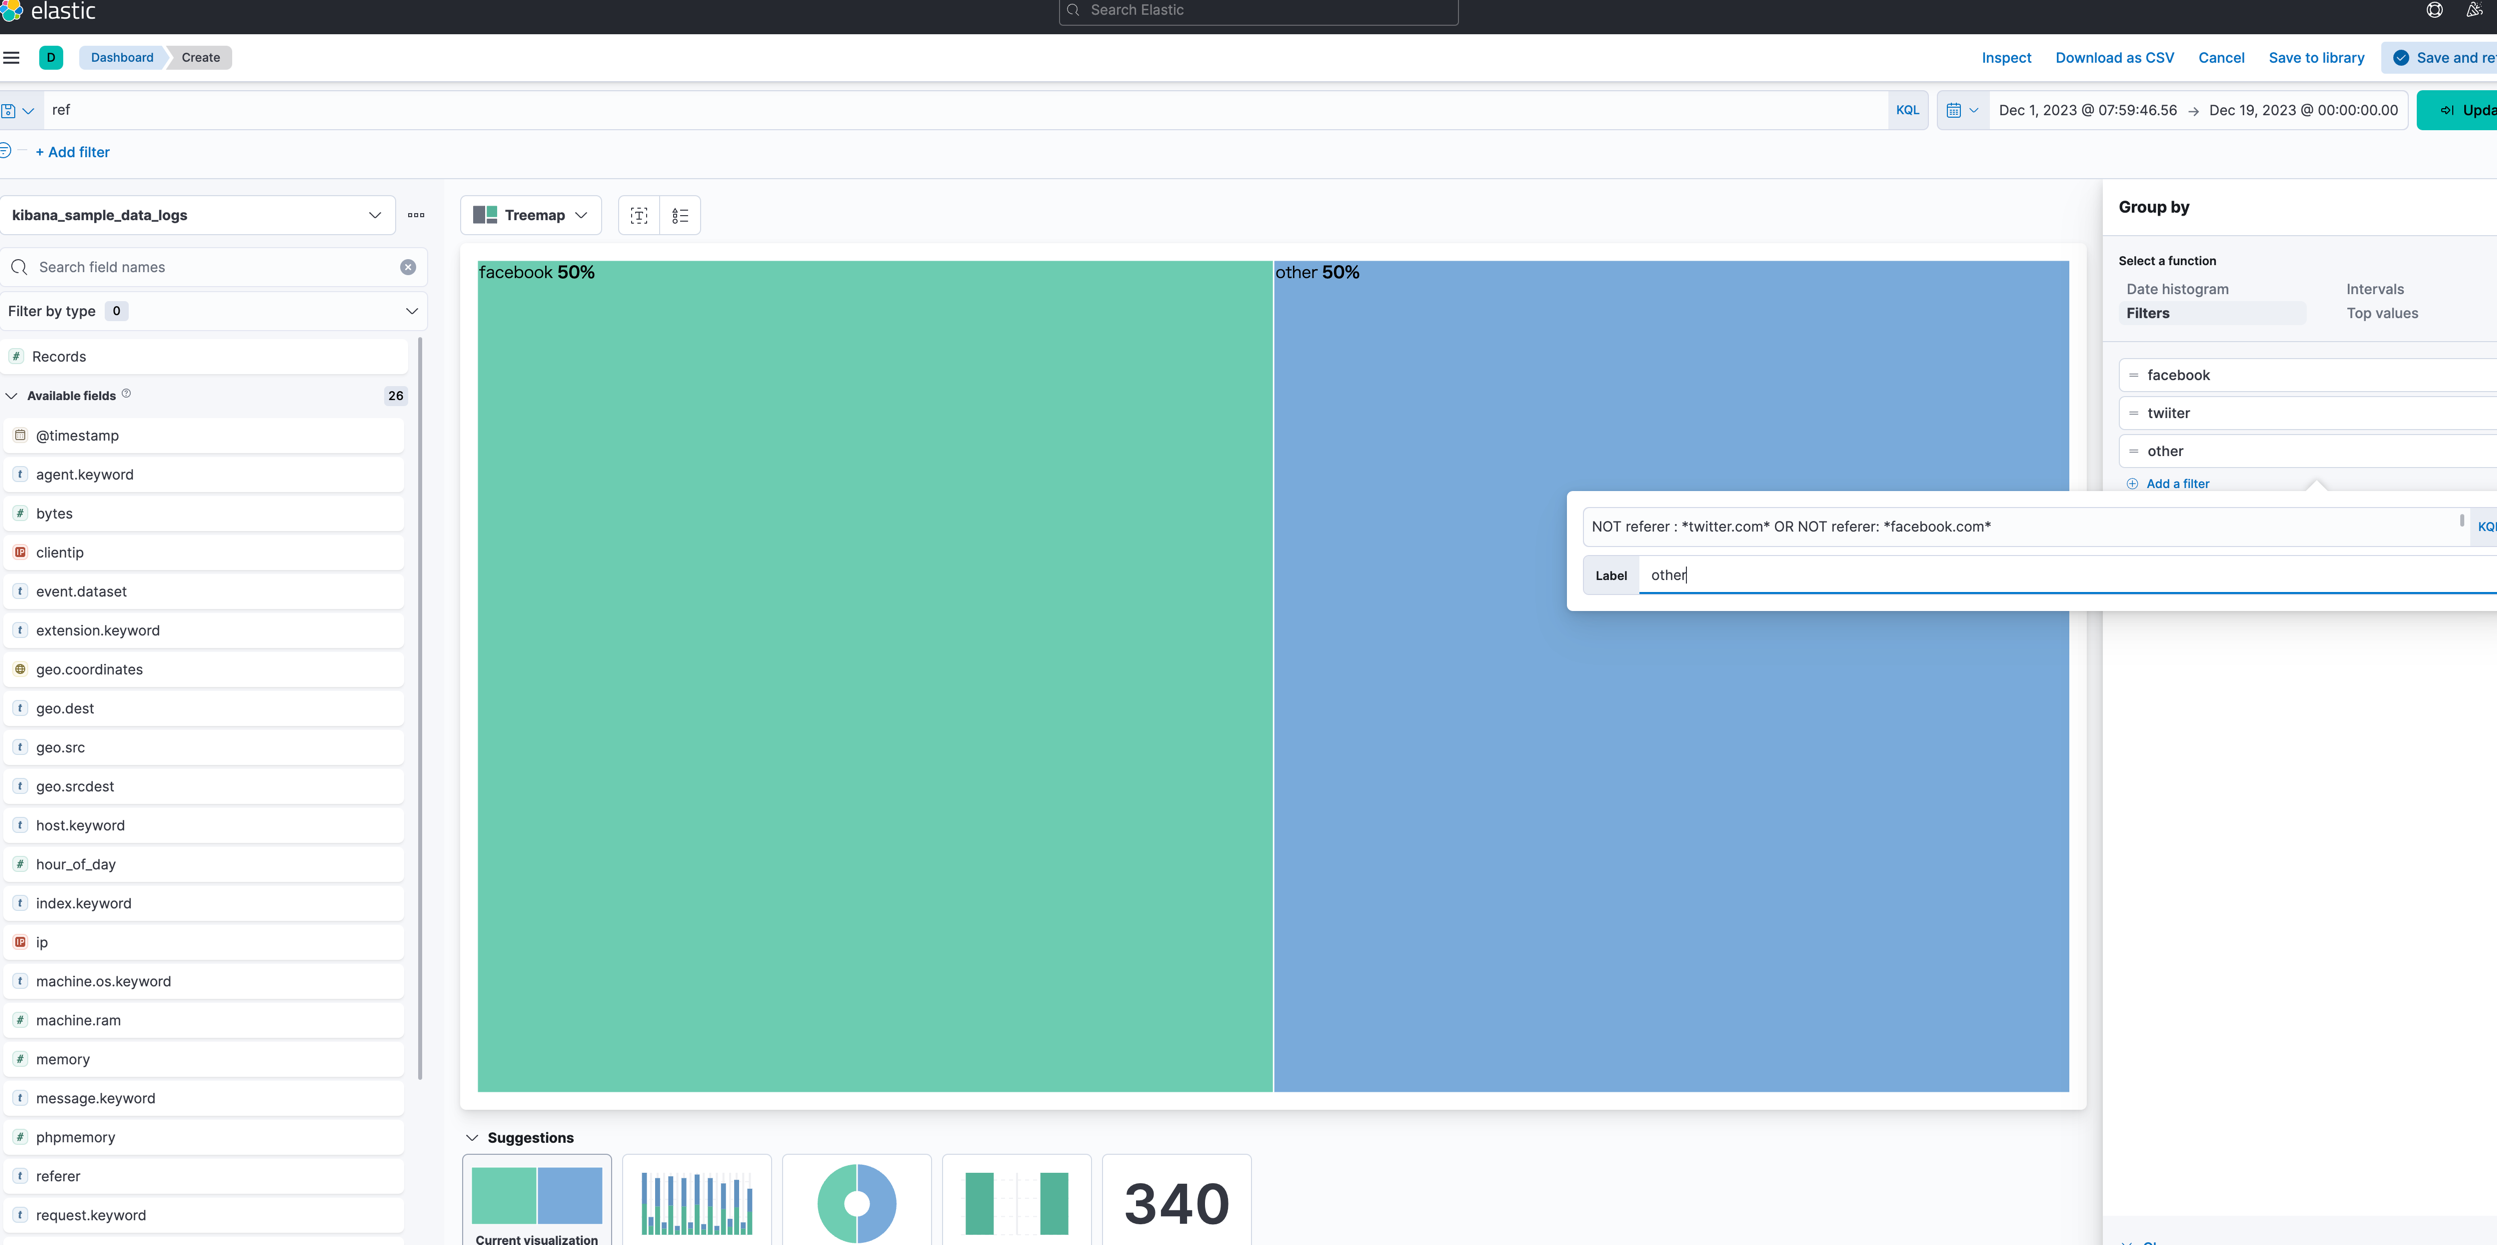 elastic
Search Elastic
D
Dashboard
Create
Inspect
Download as CSV
Cancel
Save to library
Save and
ref
KQL
Dec 1, 2023 @ 07:59:46.56 → Dec 19, 2023 @ 00:00:00.00
+ Add filter
kibana_sample_data_logs
Treemap
Search field names
Filter by type 0
Records
Available fields 26
@timestamp
agent.keyword
bytes
clientip
event.dataset
extension.keyword
geo.coordinates
geo.dest
geo.src
geo.srcdest
host.keyword
hour_of_day
index.keyword
ip
machine.os.keyword
machine.ram
memory
message.keyword
phpmemory
referer
request.keyword
facebook 50%
other 50%
Suggestions
Current visualization
340
Group by
Select a function
Date histogram
Intervals
Filters
Top values
facebook
twiiter
other
Add a filter
NOT referer : *twitter.com* OR NOT referer: *facebook.com*
Label
other